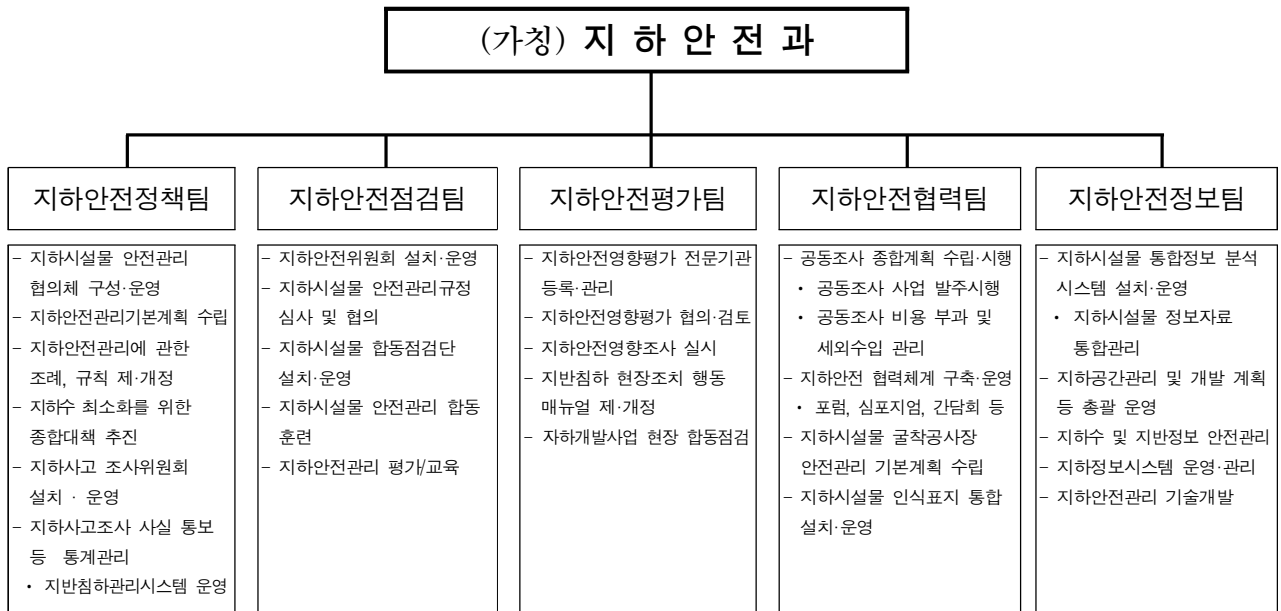 (가칭) 지 하 안 전 과
지하안전정책팀
- 지하시설물 안전관리
협의체 구성·운영
- 지하안전관리기본계획 수립
- 지하안전관리에 관한
조례, 규칙 제·개정
- 지하수 최소화를 위한
종합대책 추진
- 지하사고 조사위원회
설치 · 운영
- 지하사고조사 사실 통보
등 통계관리
• 지반침하관리시스템 운영
지하안전점검팀
- 지하안전위원회 설치·운영
- 지하시설물 안전관리규정
심사 및 협의
- 지하시설물 합동점검단
설치·운영
- 지하시설물 안전관리 합동
훈련
- 지하안전관리 평가/교육
지하안전평가팀
- 지하안전영향평가 전문기관
등록·관리
- 지하안전영향평가 협의·검토
- 지하안전영향조사 실시
- 지반침하 현장조치 행동
매뉴얼 제·개정
- 자하개발사업 현장 합동점검
지하안전협력팀
- 공동조사 종합계획 수립·시행
• 공동조사 사업 발주시행
• 공동조사 비용 부과 및
세외수입 관리
- 지하안전 협력체계 구축·운영
• 포럼, 심포지엄, 간담회 등
- 지하시설물 굴착공사장
안전관리 기본계획 수립
- 지하시설물 인식표지 통합
설치·운영
지하안전정보팀
- 지하시설물 통합정보 분석
시스템 설치·운영
• 지하시설물 정보자료
통합관리
- 지하공간관리 및 개발 계획
등 총괄 운영
- 지하수 및 지반정보 안전관리
- 지하정보시스템 운영·관리
- 지하안전관리 기술개발